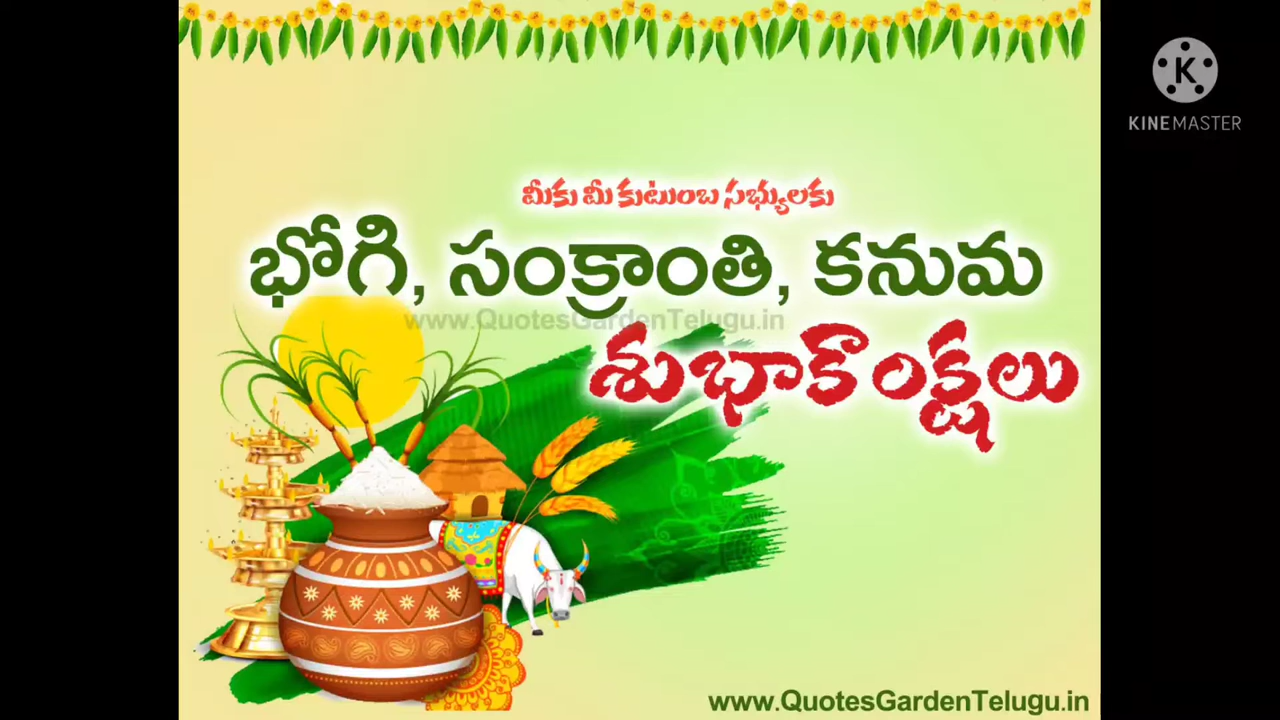 KINEMASTER
మీకు మీ కుటుంబ సభ్యులకు
భోగి, సంక్రాంతి, కనుమ
www.QuotesGardenTelugu.in
శుభాకాంక్షలు
www.QuotesGardenTelugu.in